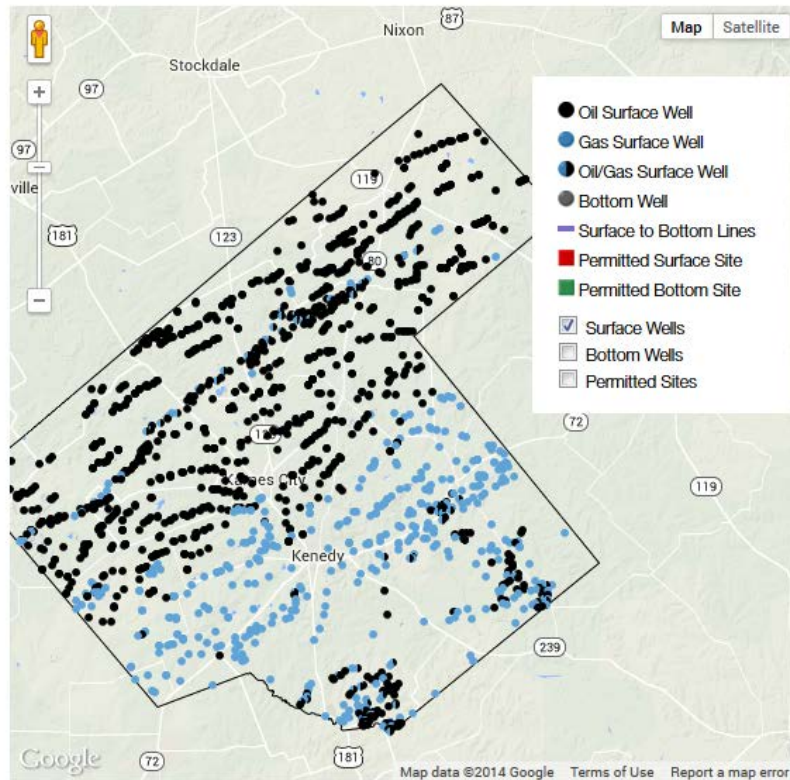 Nixon
87
Map
Satellite
Stockdale
97
97
ville
181
123
119
80
Oil Surface Well
Gas Surface Well
Oil/Gas Surface Well
Bottom Well
Surface to Bottom Lines
Permitted Surface Site
Permitted Bottom Site
Surface Wells
Bottom Wells
Permitted Sites
72
Karnes City
119
Kenedy
239
Google
72
181
Map data ©2014 Google
Terms of Use
Report a map error